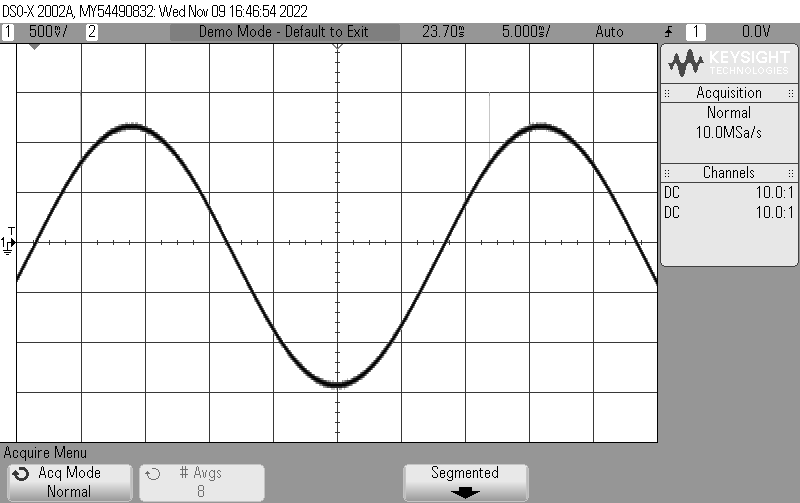 DSO-X 2002A, MY54490832: Wed Nov 09 16:46:54 2022
1 500mV/ 2 Demo Mode - Default to Exit 23.70ms 5.000ms/ Auto 1 0.0V
KEYSIGHT
TECHNOLOGIES
Acquisition
Normal
10.0MSa/s
Channels
DC 10.0:1
DC 10.0:1
T
1
Acquire Menu
Acq Mode
Normal
# Avgs
8
Segmented